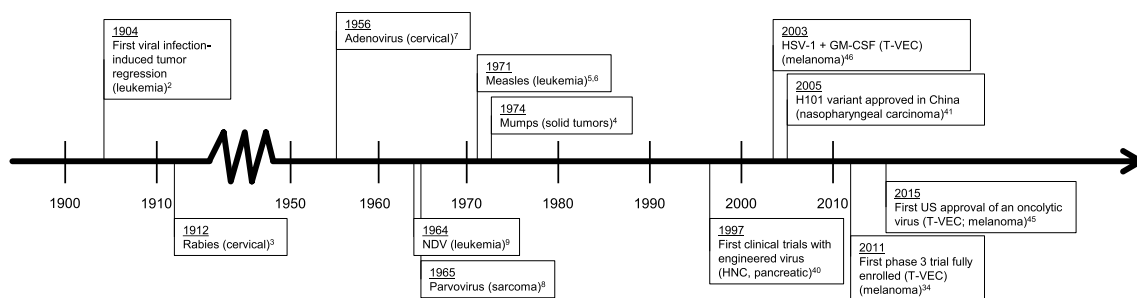 1904
First viral infection-
induced tumor
regression
(leukemia)²
1956
Adenovirus (cervical)⁷
1971
Measles (leukemia)⁵,⁶
1974
Mumps (solid tumors)⁴
2003
HSV-1 + GM-CSF (T-VEC)
(melanoma)⁴⁶
2005
H101 variant approved in China
(nasopharyngeal carcinoma)⁴¹
1900
1910
1950
1960
1970
1980
1990
2000
2010
1912
Rabies (cervical)³
1964
NDV (leukemia)⁹
1965
Parvovirus (sarcoma)⁸
1997
First clinical trials with
engineered virus
(HNC, pancreatic)⁴⁰
2015
First US approval of an oncolytic
virus (T-VEC; melanoma)⁴⁵
2011
First phase 3 trial fully
enrolled (T-VEC)
(melanoma)³⁴